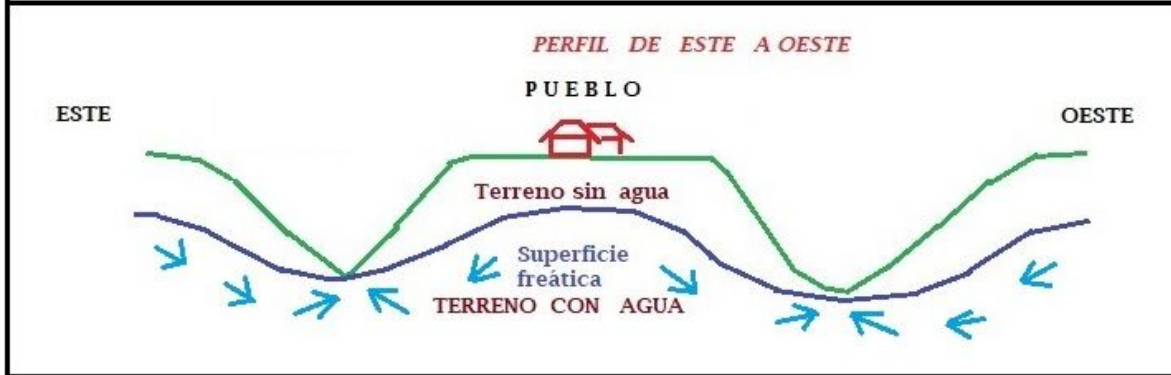 PERFIL DE ESTE A OESTE
PUEBLO
ESTE
OESTE
Terreno sin agua
Superficie
freática
TERRENO CON AGUA